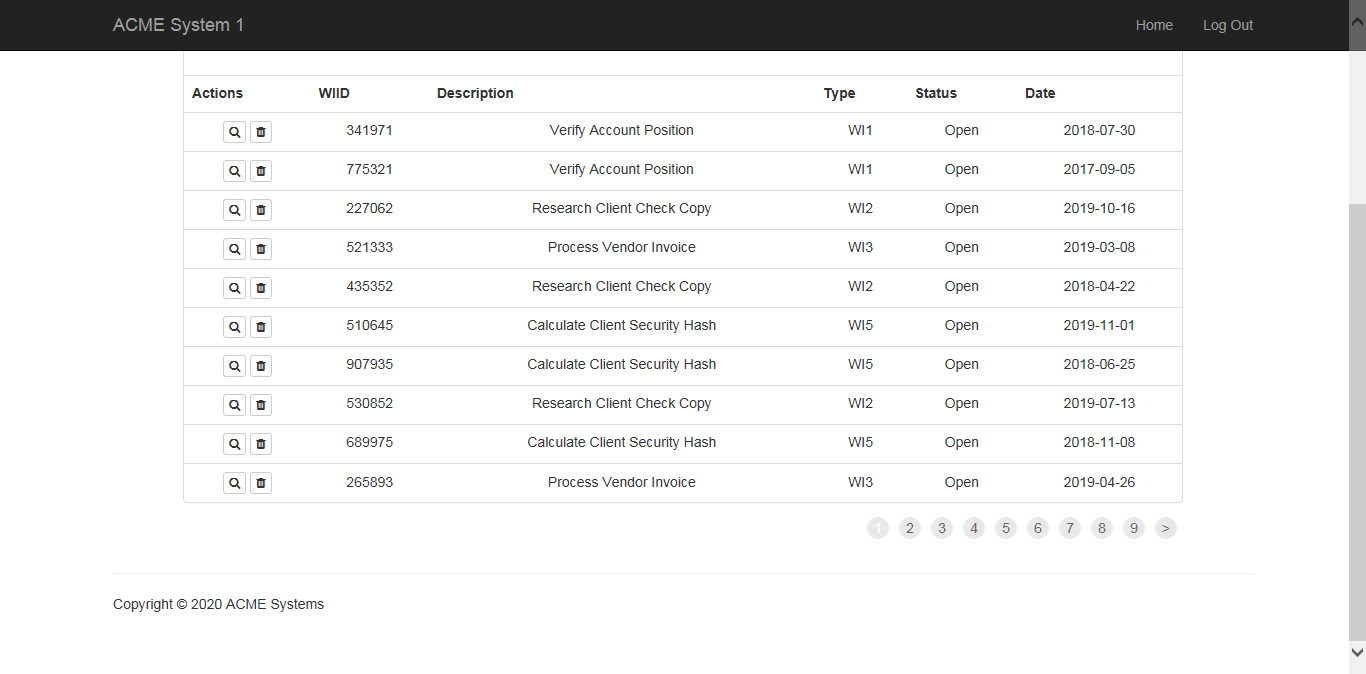 ACME System 1 Home Log Out
Actions WIID Description Type Status Date
341971 Verify Account Position WI1 Open 2018-07-30
775321 Verify Account Position WI1 Open 2017-09-05
227062 Research Client Check Copy WI2 Open 2019-10-16
521333 Process Vendor Invoice WI3 Open 2019-03-08
435352 Research Client Check Copy WI2 Open 2018-04-22
510645 Calculate Client Security Hash WI5 Open 2019-11-01
907935 Calculate Client Security Hash WI5 Open 2018-06-25
530852 Research Client Check Copy WI2 Open 2019-07-13
689975 Calculate Client Security Hash WI5 Open 2018-11-08
265893 Process Vendor Invoice WI3 Open 2019-04-26
1 2 3 4 5 6 7 8 9 >
Copyright © 2020 ACME Systems